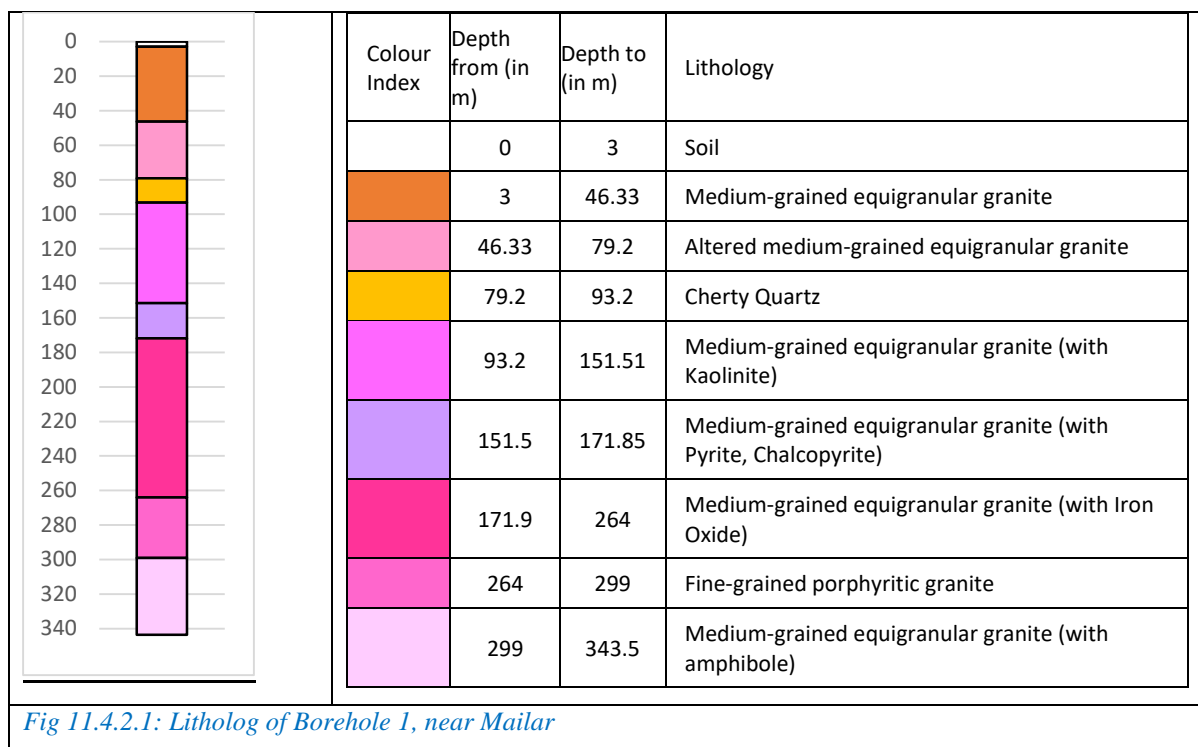 0
20
40
60
80
100
120
140
160
180
200
220
240
260
280
300
320
340
Colour
Index
Depth
from (in
m)
Depth to
(in m)
Lithology
0 3 Soil
3 46.33 Medium-grained equigranular granite
46.33 79.2 Altered medium-grained equigranular granite
79.2 93.2 Cherty Quartz
93.2 151.51 Medium-grained equigranular granite (with
Kaolinite)
151.5 171.85 Medium-grained equigranular granite (with
Pyrite, Chalcopyrite)
171.9 264 Medium-grained equigranular granite (with Iron
Oxide)
264 299 Fine-grained porphyritic granite
299 343.5 Medium-grained equigranular granite (with
amphibole)
Fig 11.4.2.1: Litholog of Borehole 1, near Mailar